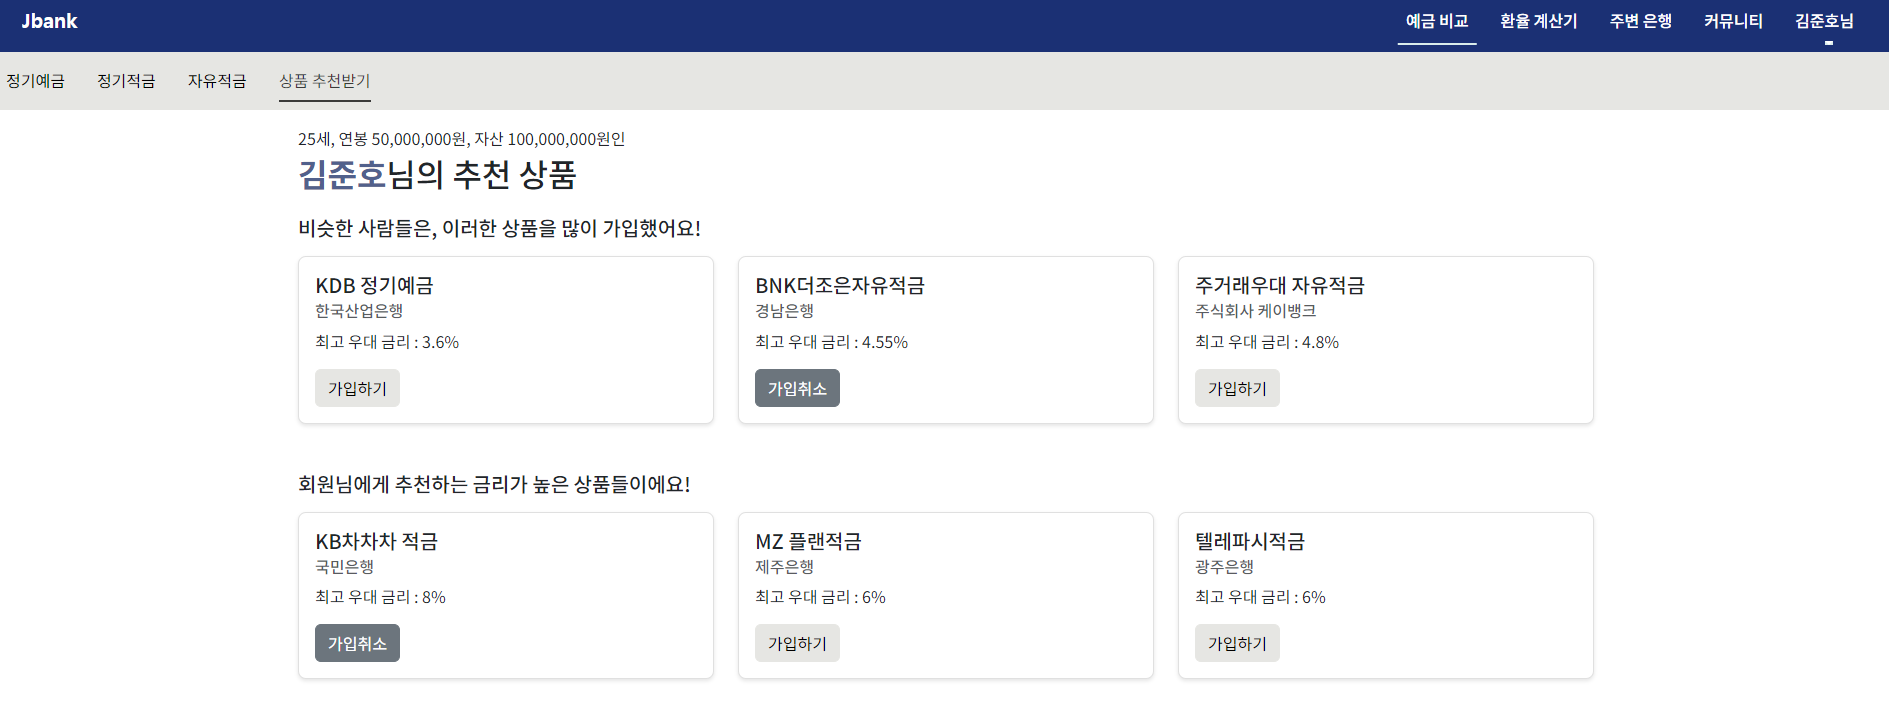 Jbank
예금 비교 환율 계산기 주변 은행 커뮤니티 김준호님
정기예금 정기적금 자유적금 상품 추천받기
25세, 연봉 50,000,000원, 자산 100,000,000원인
김준호님의 추천 상품
비슷한 사람들은, 이러한 상품을 많이 가입했어요!
KDB 정기예금
한국산업은행
최고 우대 금리 : 3.6%
가입하기
BNK더조은자유적금
경남은행
최고 우대 금리 : 4.55%
가입취소
주거래우대 자유적금
주식회사 케이뱅크
최고 우대 금리 : 4.8%
가입하기
회원님에게 추천하는 금리가 높은 상품들이에요!
KB차차차 적금
국민은행
최고 우대 금리 : 8%
가입취소
MZ 플랜적금
제주은행
최고 우대 금리 : 6%
가입하기
텔레파시적금
광주은행
최고 우대 금리 : 6%
가입하기